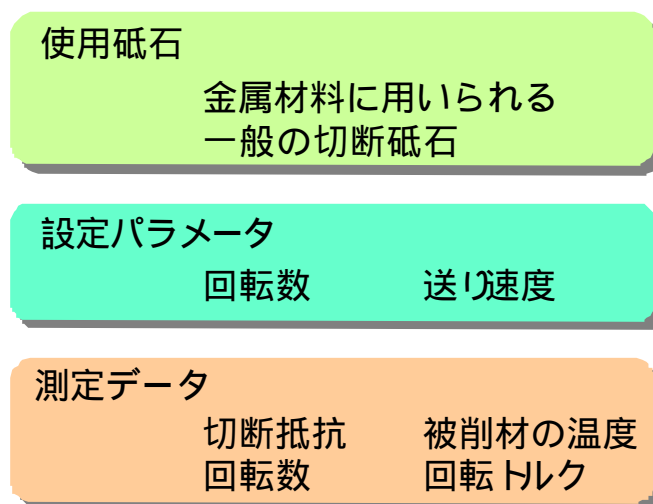 使用砥石
金属材料に用いられる
一般の切断砥石
設定パラメータ
回転数 送り速度
測定データ
切断抵抗 被削材の温度
回転数 回転トルク